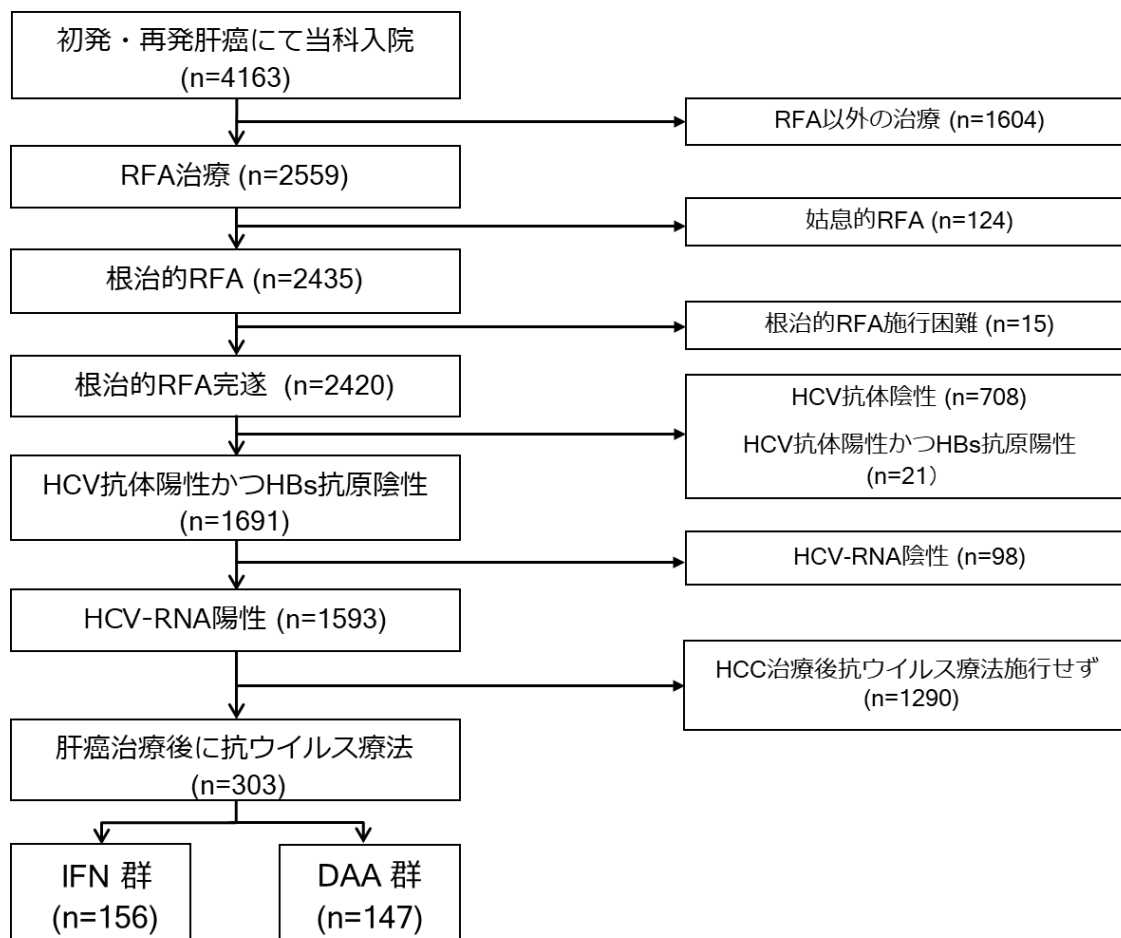 初発・再発肝癌にて当科入院
(n=4163)
RFA以外の治療 (n=1604)
RFA治療 (n=2559)
姑息的RFA (n=124)
根治的RFA (n=2435)
根治的RFA施行困難 (n=15)
根治的RFA完遂 (n=2420)
HCV抗体陰性 (n=708)
HCV抗体陽性かつHBs抗原陽性
(n=21）
HCV抗体陽性かつHBs抗原陰性
(n=1691)
HCV-RNA陰性 (n=98)
HCV-RNA陽性 (n=1593)
HCC治療後抗ウイルス療法施行せず
(n=1290)
肝癌治療後に抗ウイルス療法
(n=303)
IFN 群
(n=156)
DAA 群
(n=147)